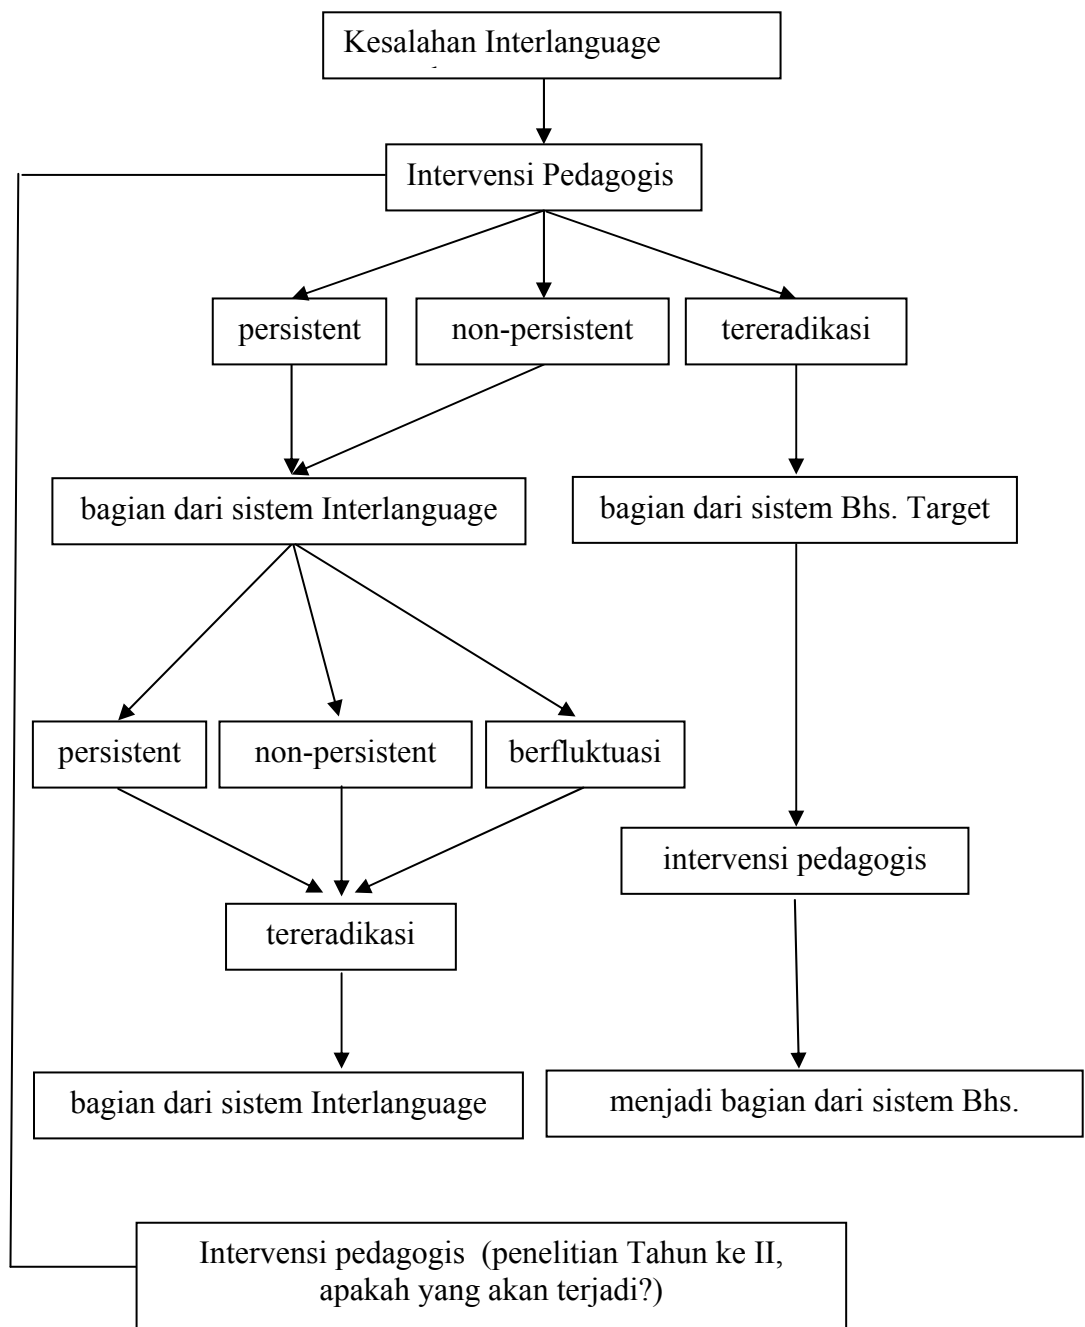 Kesalahan Interlanguage
Intervensi Pedagogis
persistent
non-persistent
tereradikasi
bagian dari sistem Interlanguage
bagian dari sistem Bhs. Target
persistent
non-persistent
berfluktuasi
intervensi pedagogis
tereradikasi
bagian dari sistem Interlanguage
menjadi bagian dari sistem Bhs.
Intervensi pedagogis (penelitian Tahun ke II,
apakah yang akan terjadi?)